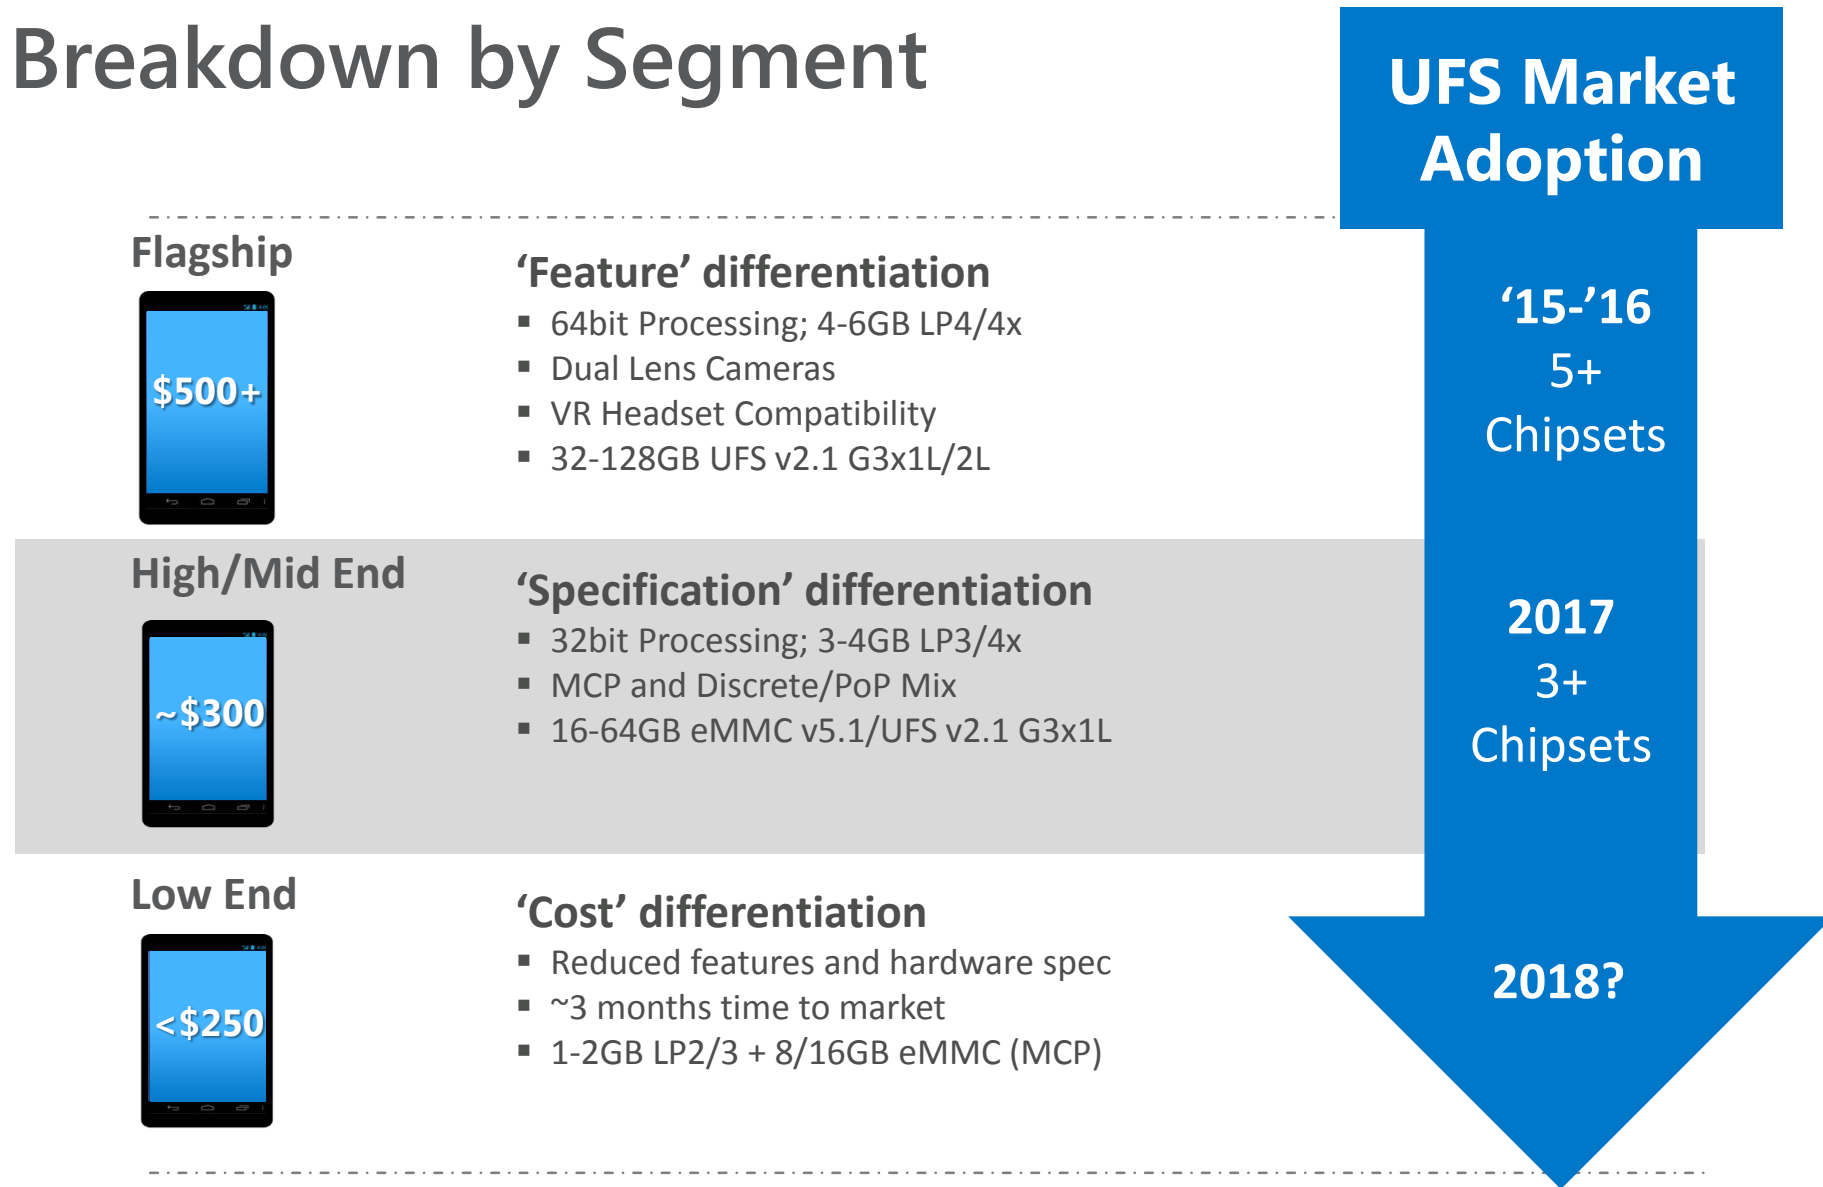 Breakdown by Segment
UFS Market
Adoption
Flagship
$500+
‘Feature’ differentiation
▪ 64bit Processing; 4-6GB LP4/4x
▪ Dual Lens Cameras
▪ VR Headset Compatibility
▪ 32-128GB UFS v2.1 G3x1L/2L
‘15-’16
5+
Chipsets
High/Mid End
~$300
‘Specification’ differentiation
▪ 32bit Processing; 3-4GB LP3/4x
▪ MCP and Discrete/PoP Mix
▪ 16-64GB eMMC v5.1/UFS v2.1 G3x1L
2017
3+
Chipsets
Low End
<$250
‘Cost’ differentiation
▪ Reduced features and hardware spec
▪ ~3 months time to market
▪ 1-2GB LP2/3 + 8/16GB eMMC (MCP)
2018?